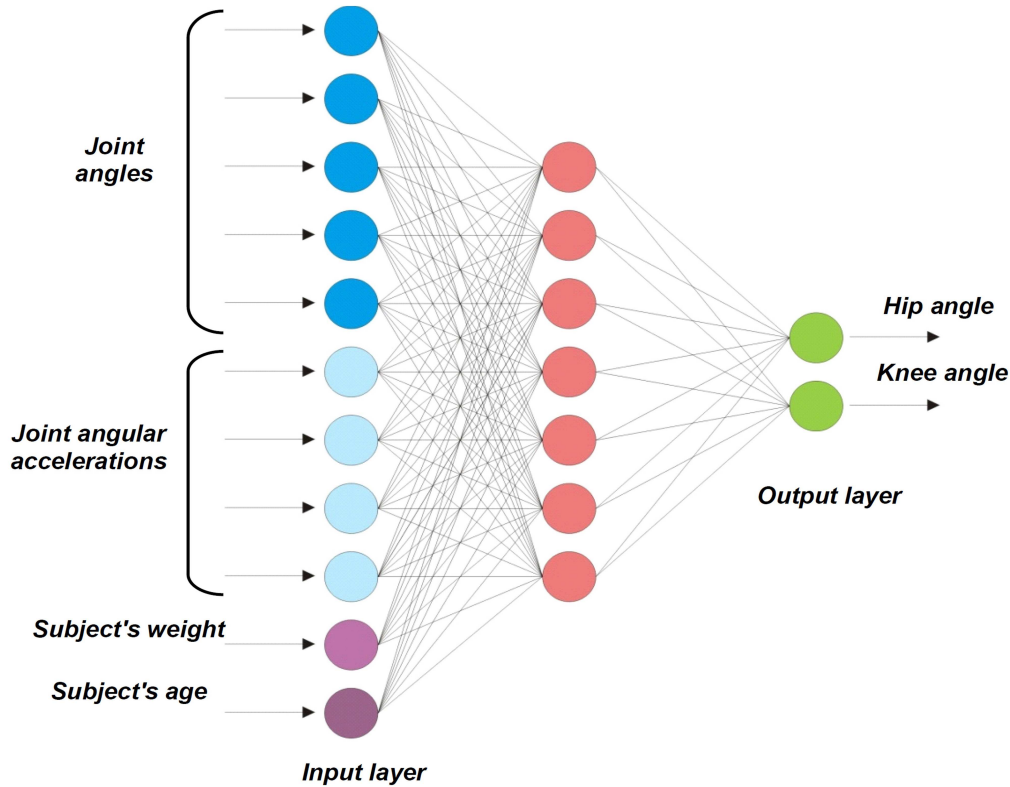 Joint
angles
Joint angular
accelerations
Subject's weight
Subject's age
Input layer
Hip angle
Knee angle
Output layer